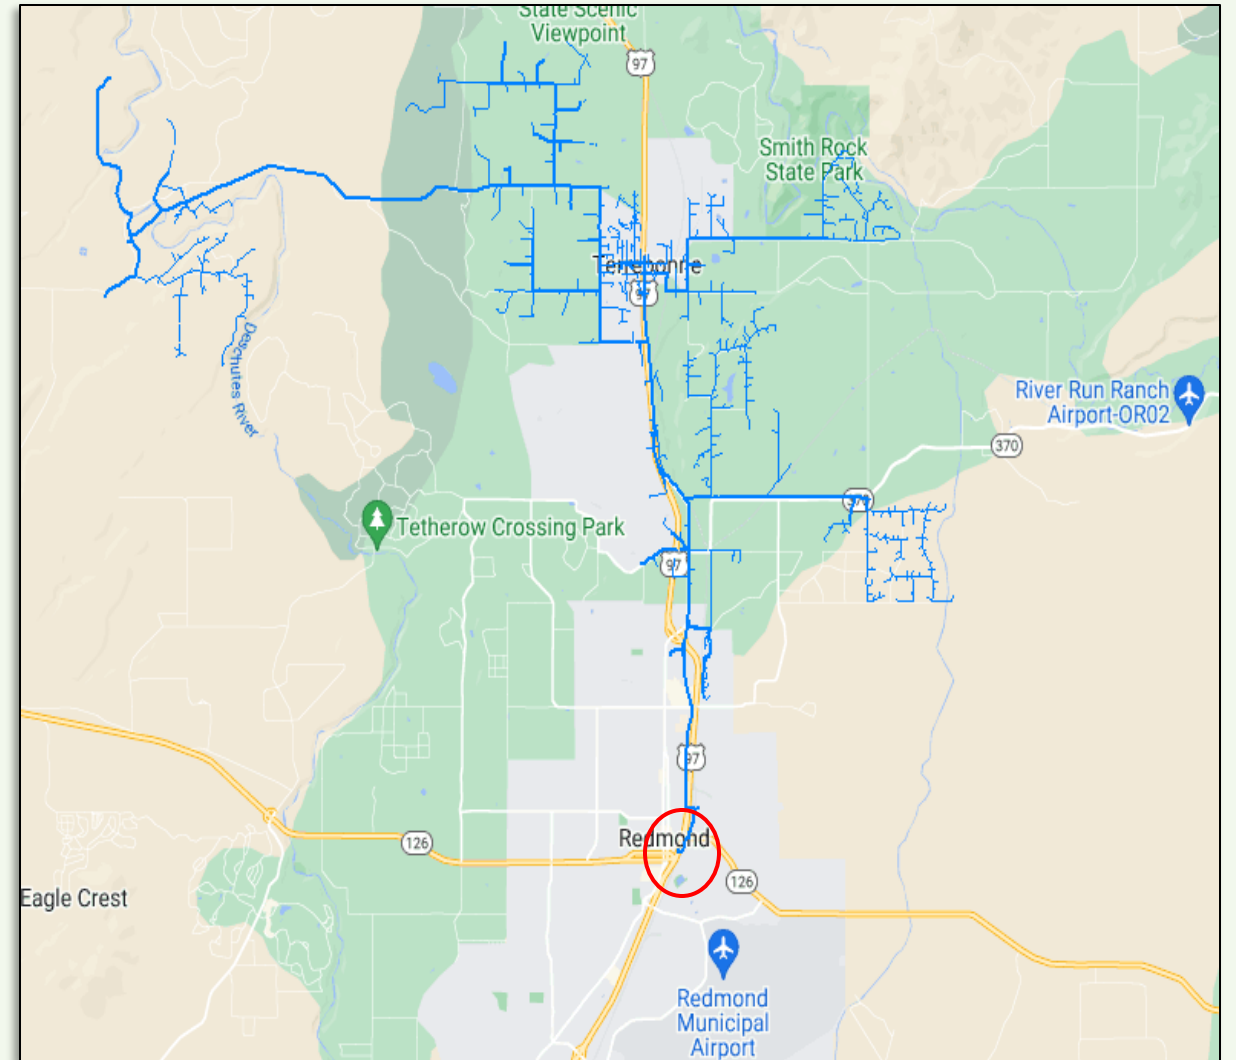 State Scenic
Viewpoint
97
Smith Rock
State Park
Terrebonne
97
River Run Ranch
Airport-OR02
370
370
Deschutes River
Tetherow Crossing Park
97
97
Redmond
126
126
Eagle Crest
Redmond
Municipal
Airport